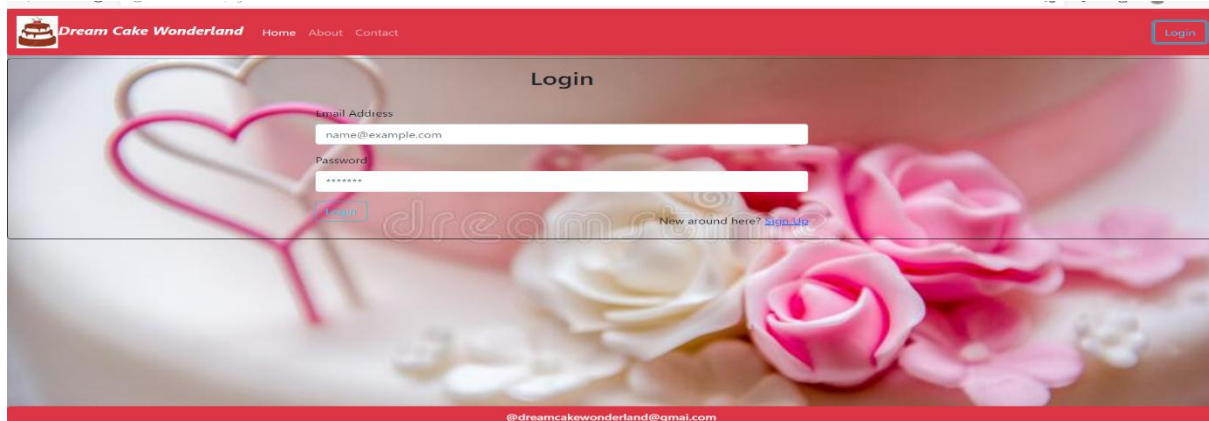 Dream Cake Wonderland Home About Contact Login
Login
Email Address
name@example.com
Password
*******
Login
New around here? Sign Up
dreamstime
@dreamcakewonderland@gmai.com